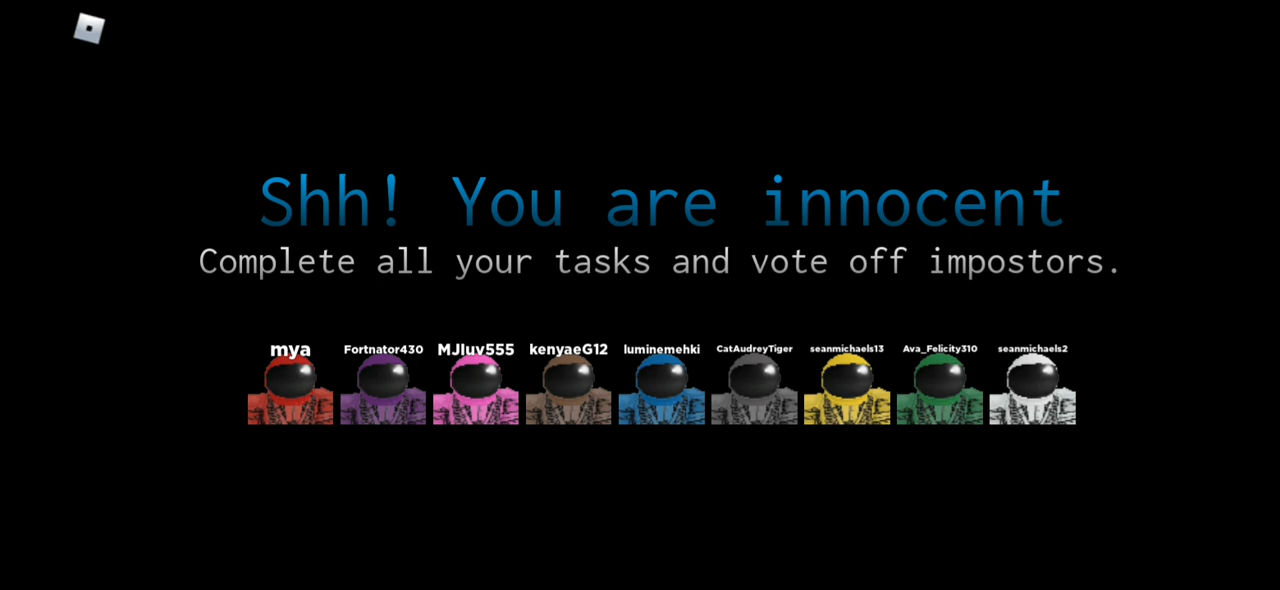 Shh! You are innocent
Complete all your tasks and vote off impostors.
mya Fortnator430 MJluv555 kenyaeG12 luminemehki CatAudreyTiger seanmichaels13 Ava_Felicity310 seanmichaels2